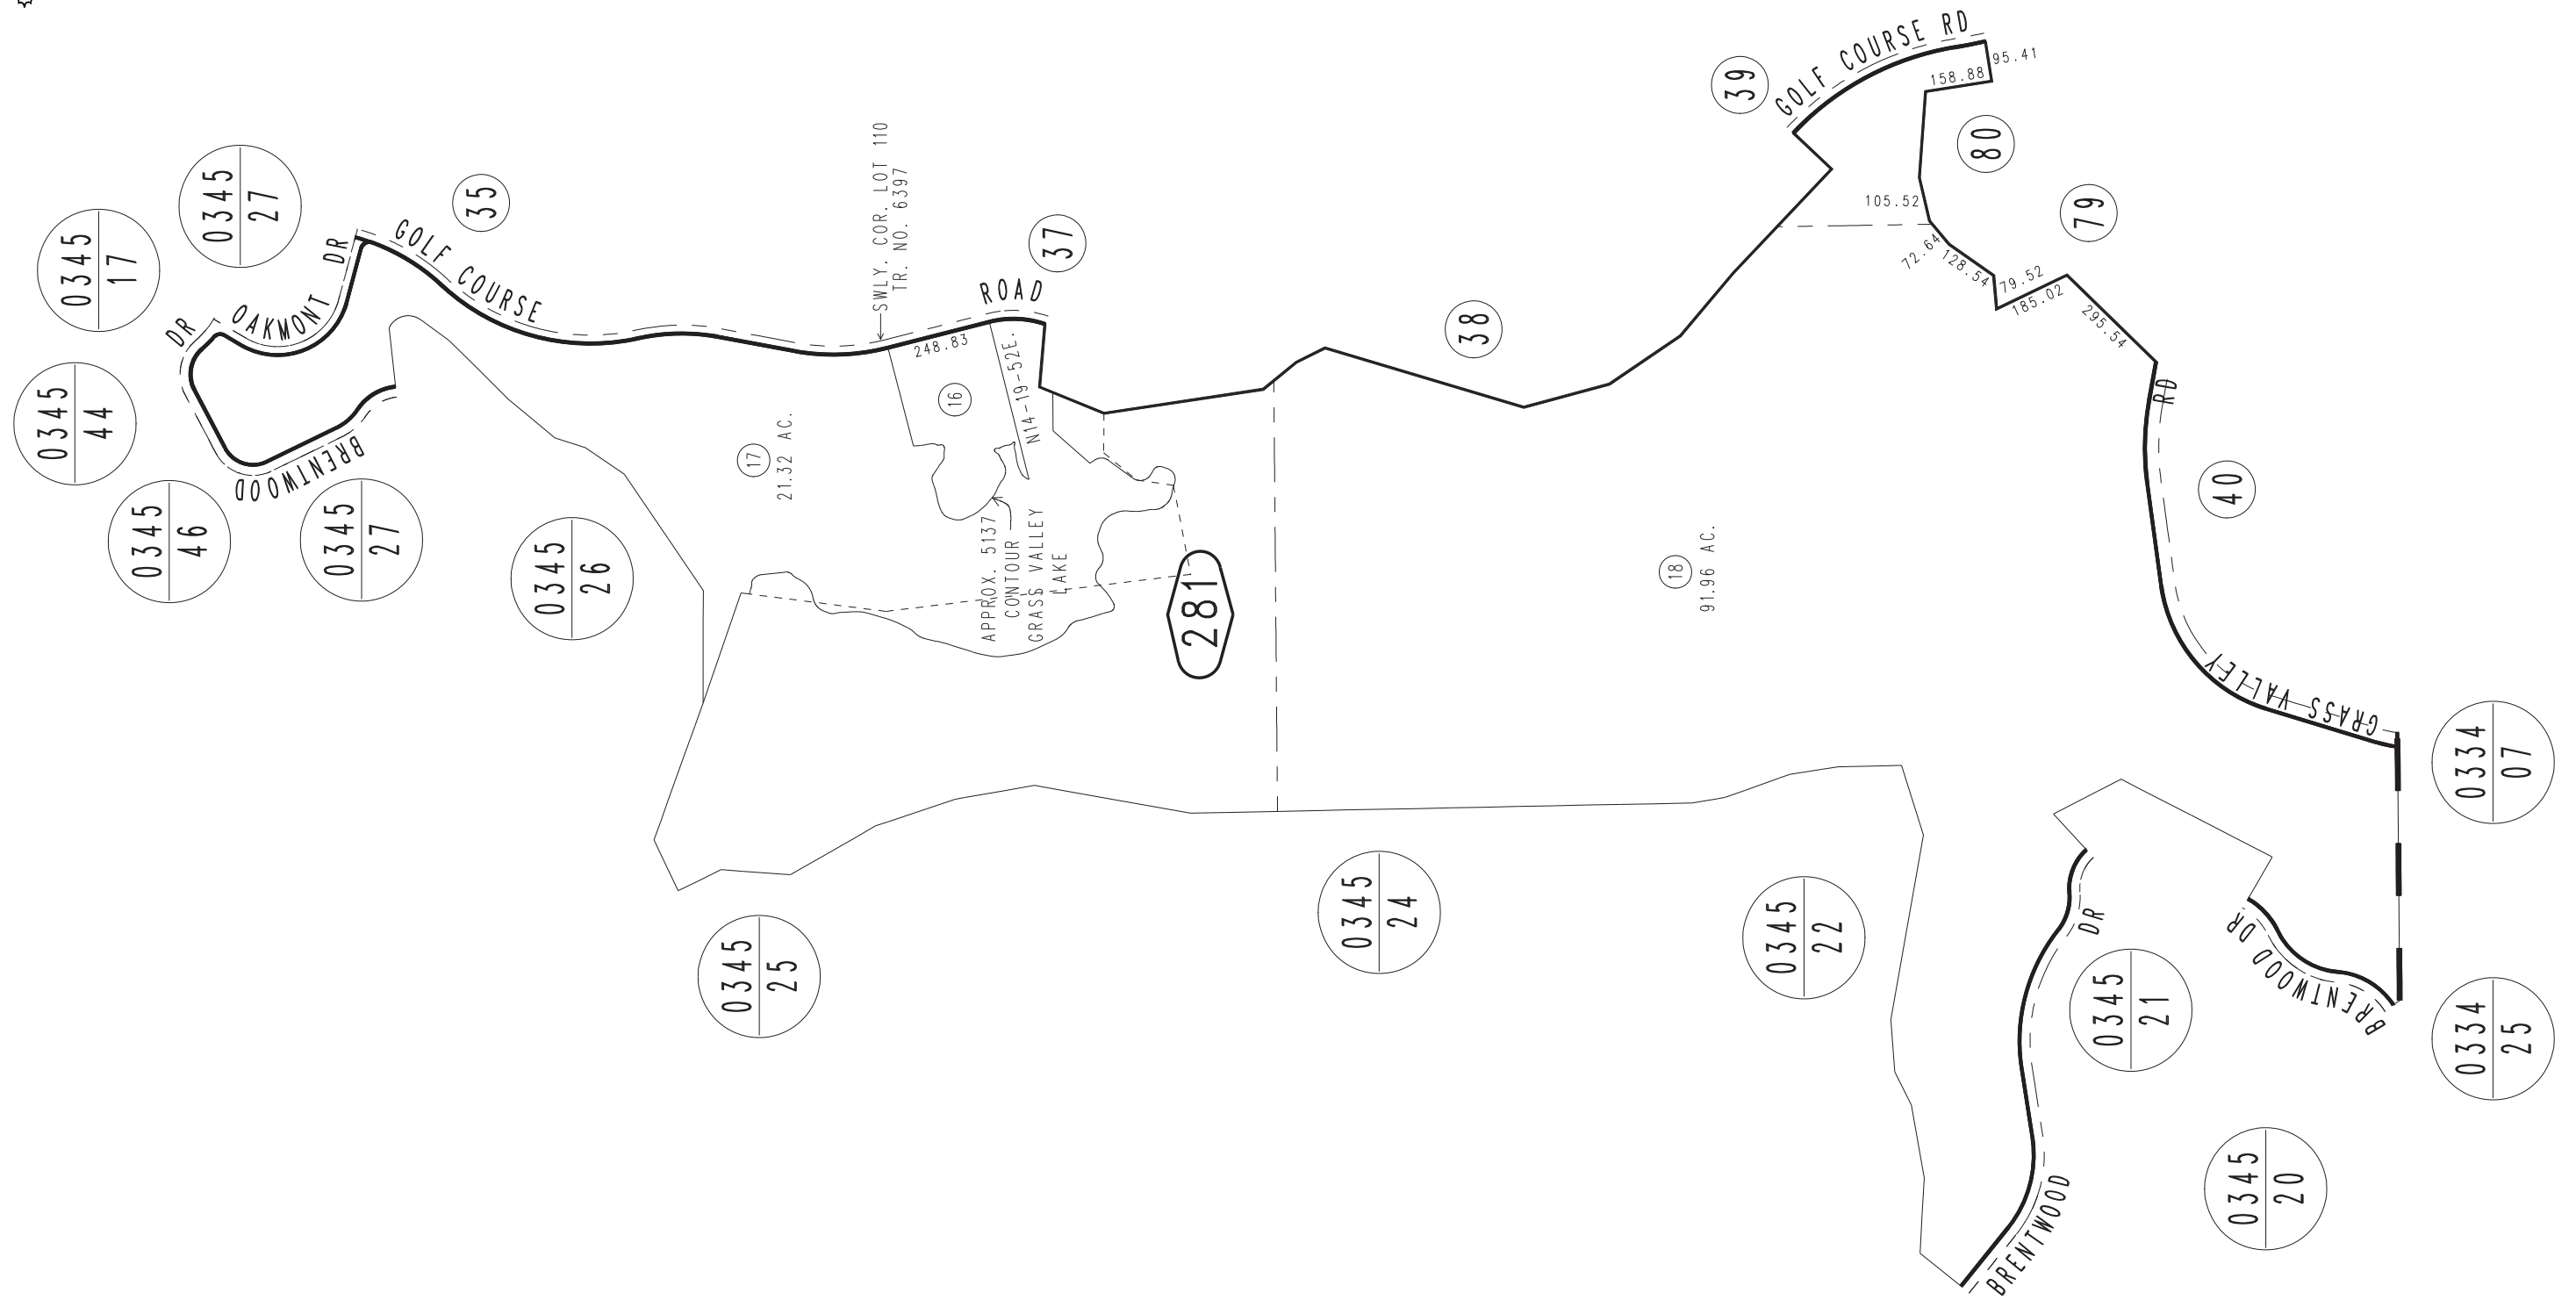 GOLF COURSE RD
95.41
158.88
39
80
105.52
79
72.64
128.54
79.52
185.02
295.54
RD
40
GRASS VALLEY
0334
07
0334
25
0345
27
0345
17
35
DR
OAKMONT
DR
GOLF COURSE
0345
44
BRENTWOOD
0345
46
0345
27
0345
26
SWLY. COR. LOT 110
TR. NO. 6397
ROAD
37
248.83
16
N14-19-52E.
17
21.32 AC.
APPROX. 5137
CONTOUR
GRASS VALLEY
LAKE
281
38
18
91.96 AC.
0345
25
0345
24
0345
22
DR
0345
21
BRENTWOOD DR
BRENTWOOD
0345
20